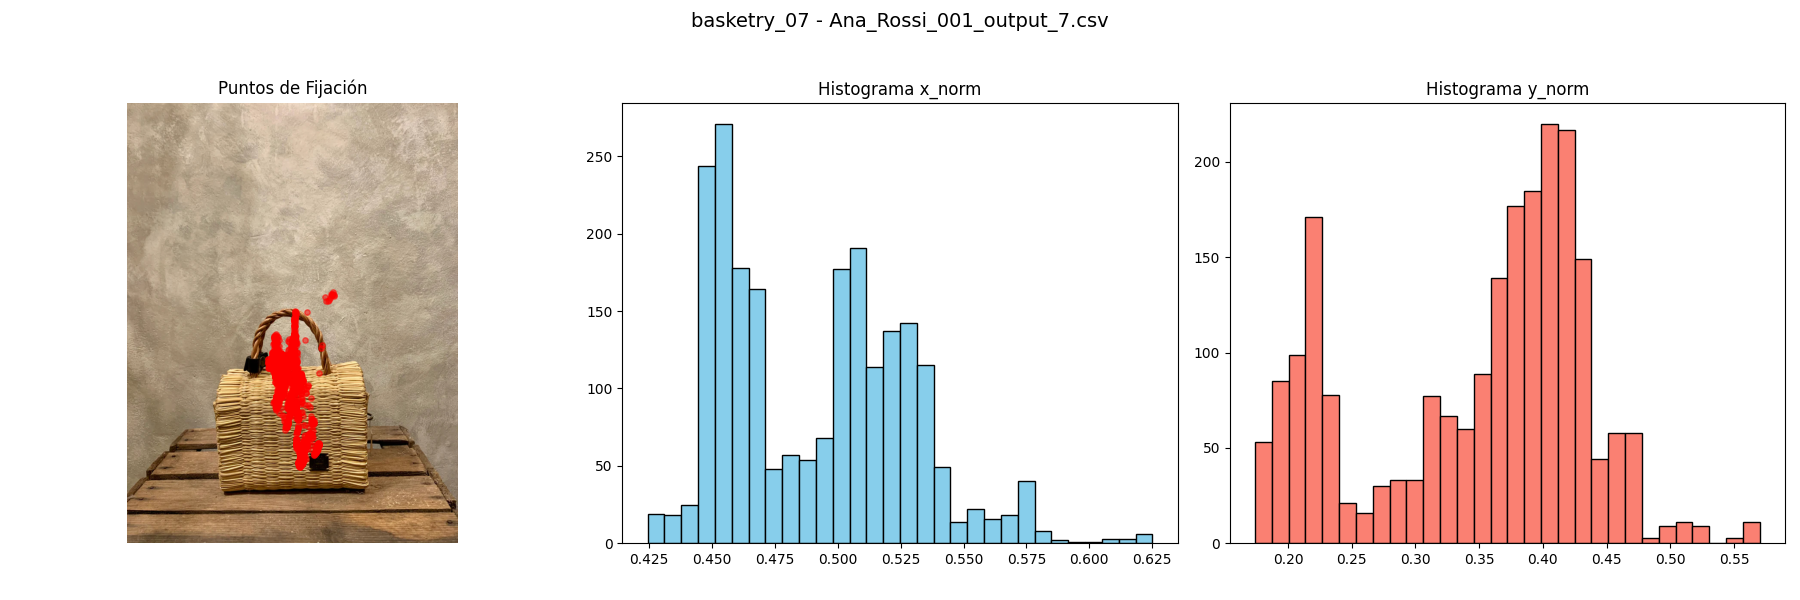 basketry_07 - Ana_Rossi_001_output_7.csv
Puntos de Fijación
Histograma x_norm
0
50
100
150
200
250
0.425 0.450 0.475 0.500 0.525 0.550 0.575 0.600 0.625
Histograma y_norm
0
50
100
150
200
0.20 0.25 0.30 0.35 0.40 0.45 0.50 0.55